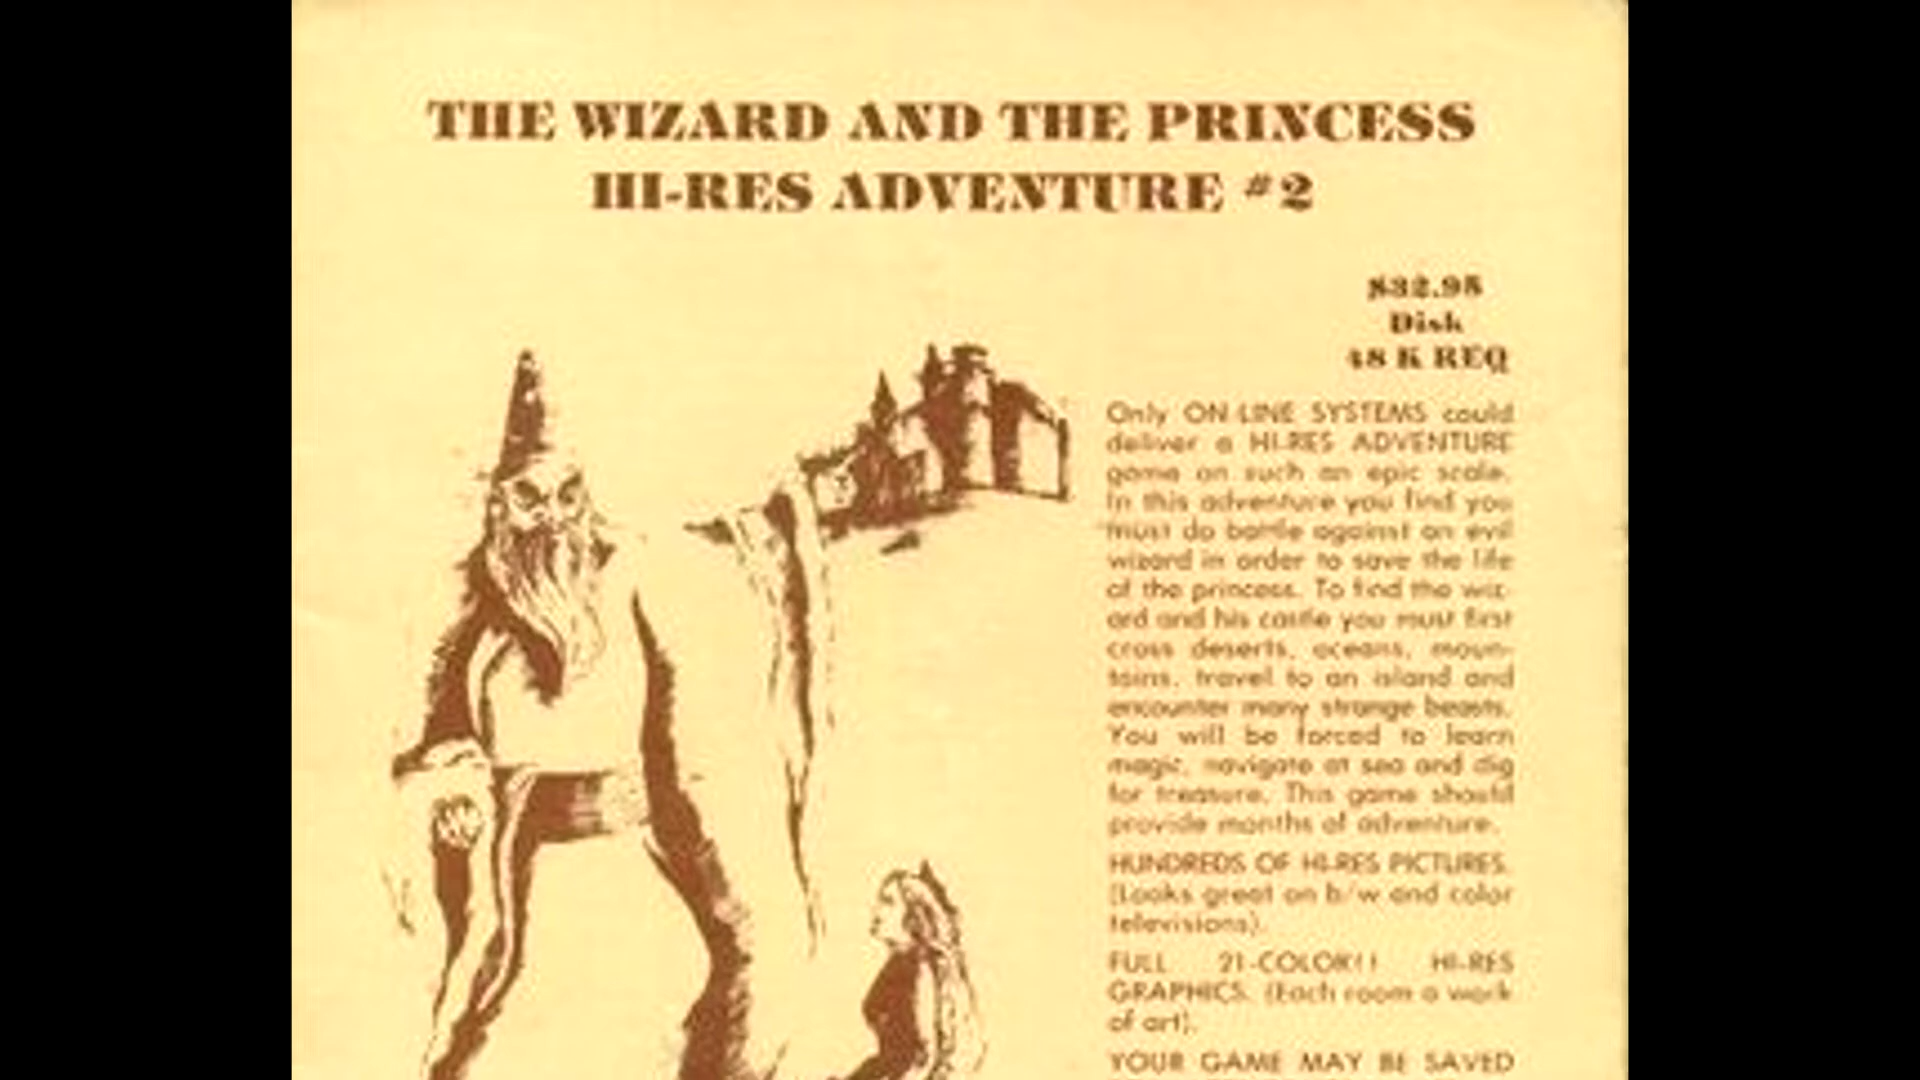 THE WIZARD AND THE PRINCESS
HI-RES ADVENTURE #2
$32.95
Disk
48 K REQ
Only ON-LINE SYSTEMS could
deliver a HI-RES ADVENTURE
game on such an epic scale.
In this adventure you find you
must do battle against an evil
wizard in order to save the life
of the princess. To find the wiz-
ard and his castle you must first
cross deserts, oceans, moun-
tains, travel to an island and
encounter many strange beasts.
You will be forced to learn
magic, navigate at sea and dig
for treasure. This game should
provide months of adventure.
HUNDREDS OF HI-RES PICTURES.
(Looks great on b/w and color
televisions).
FULL 21-COLOR!! HI-RES
GRAPHICS. (Each room a work
of art).
YOUR GAME MAY BE SAVED